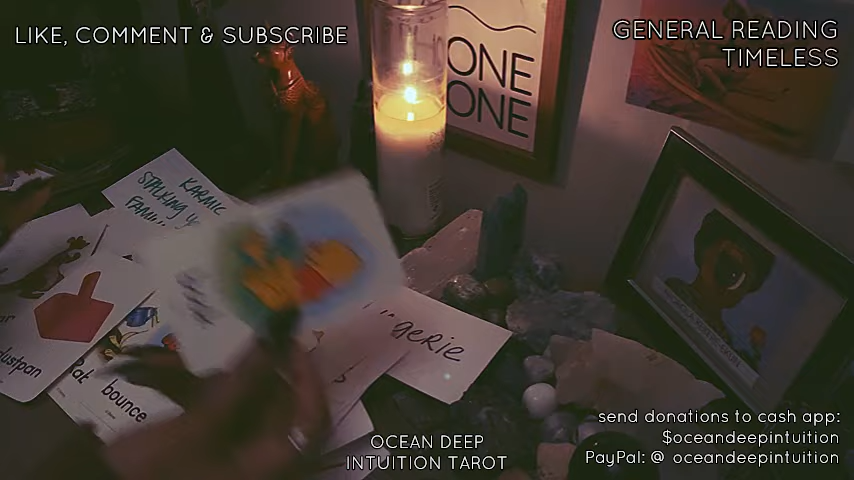 LIKE, COMMENT & SUBSCRIBE
GENERAL READING
TIMELESS
ONE
ONE
KARMIC
STALKING
dustpan
bounce
gerie
OCEAN DEEP
INTUITION TAROT
send donations to cash app:
$oceandeepintuition
PayPal: @ oceandeepintuition